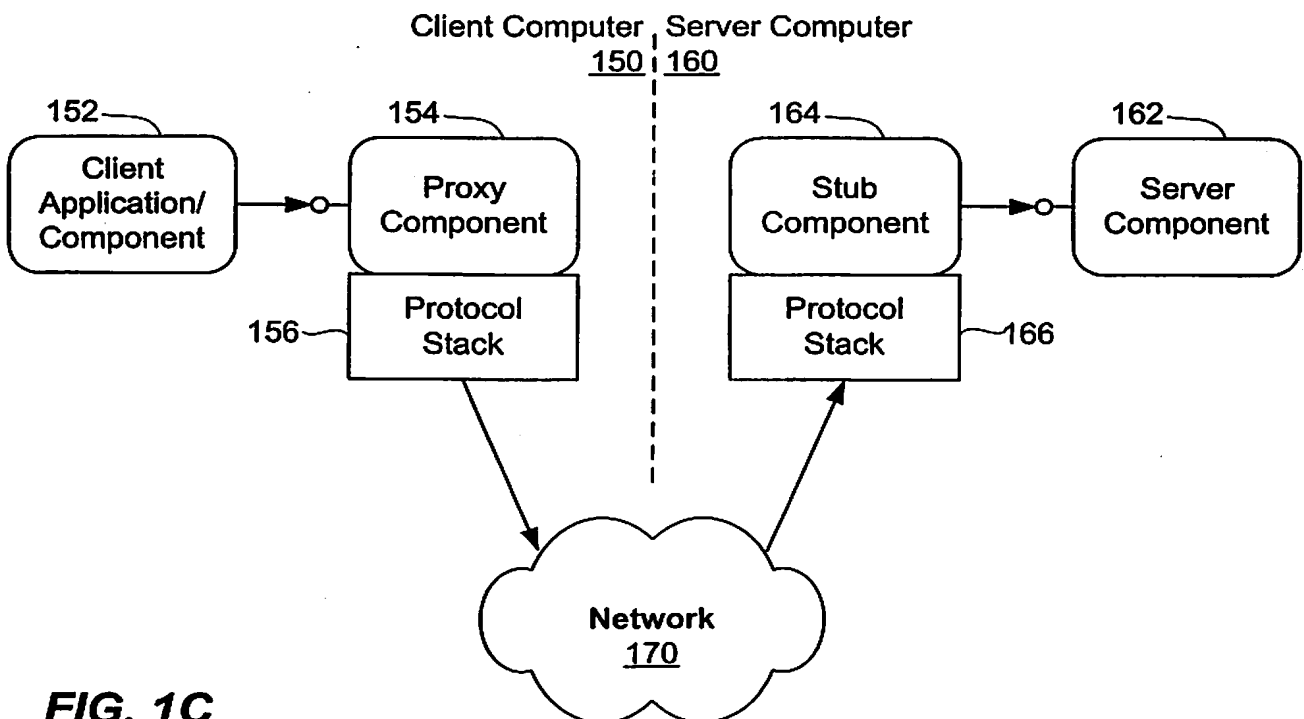 Client Computer
150
Server Computer
160
152
154
164
162
Client
Application/
Component
Proxy
Component
Stub
Component
Server
Component
156
Protocol
Stack
Protocol
Stack
166
Network
170
FIG. 1C